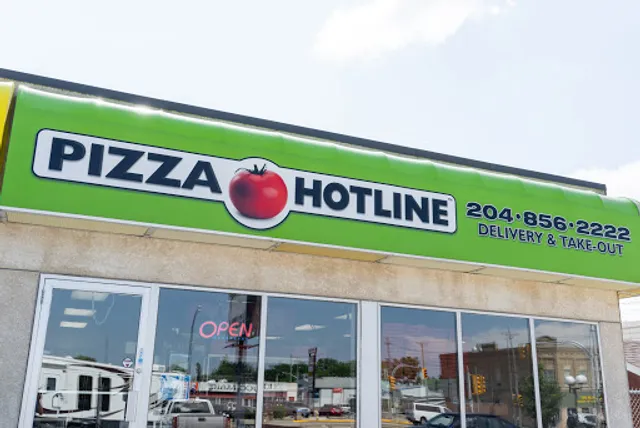 PIZZA HOTLINE
204·856·2222
DELIVERY & TAKE-OUT
OPEN